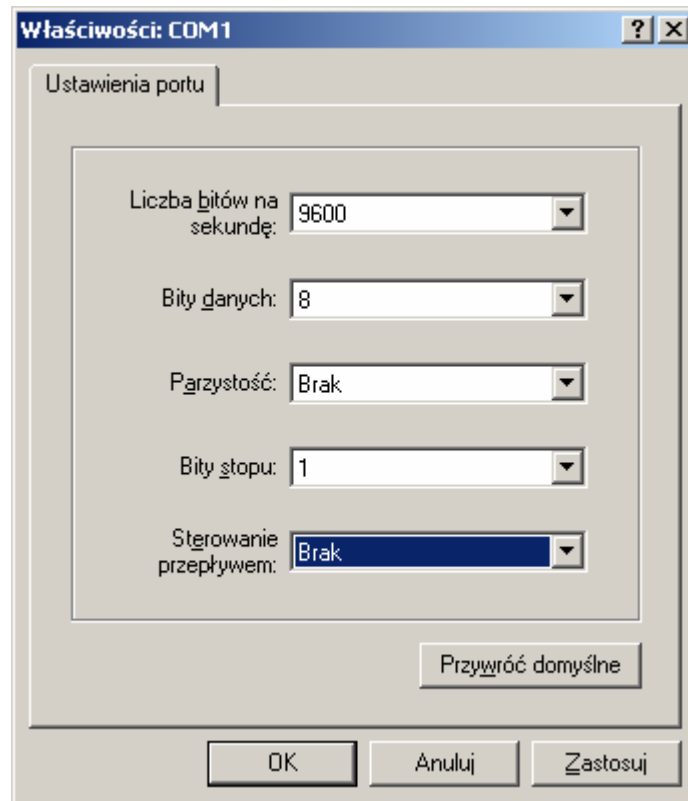 Właściwości: COM1
Ustawienia portu
Liczba bitów na
sekundę:
9600
Bity danych:
8
Parzystość:
Brak
Bity stopu:
1
Sterowanie
przepływem:
Brak
Przywróć domyślne
OK
Anuluj
Zastosuj